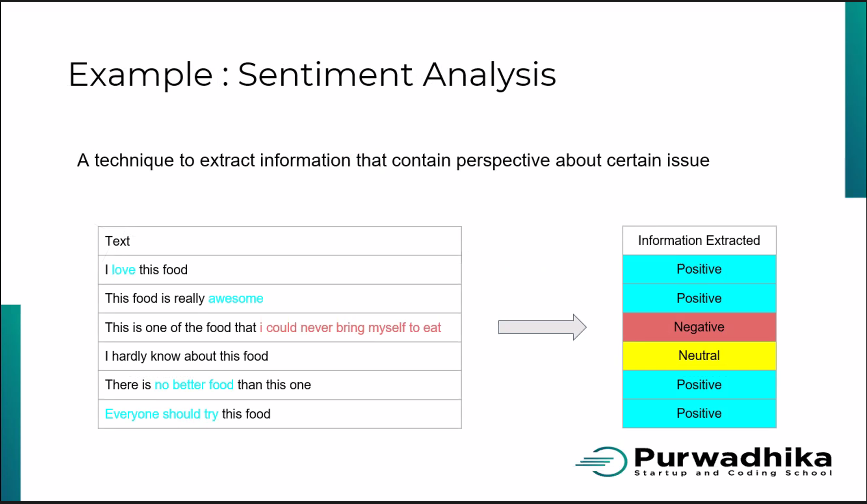 Example : Sentiment Analysis
A technique to extract information that contain perspective about certain issue
Text
I love this food
This food is really awesome
This is one of the food that i could never bring myself to eat
I hardly know about this food
There is no better food than this one
Everyone should try this food
Information Extracted
Positive
Positive
Negative
Neutral
Positive
Positive
Purwadhika
Startup and Coding School